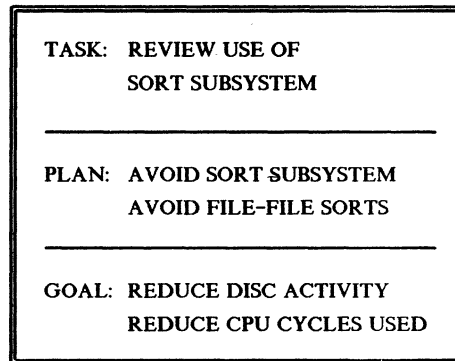 TASK: REVIEW USE OF
SORT SUBSYSTEM
PLAN: AVOID SORT SUBSYSTEM
AVOID FILE-FILE SORTS
GOAL: REDUCE DISC ACTIVITY
REDUCE CPU CYCLES USED